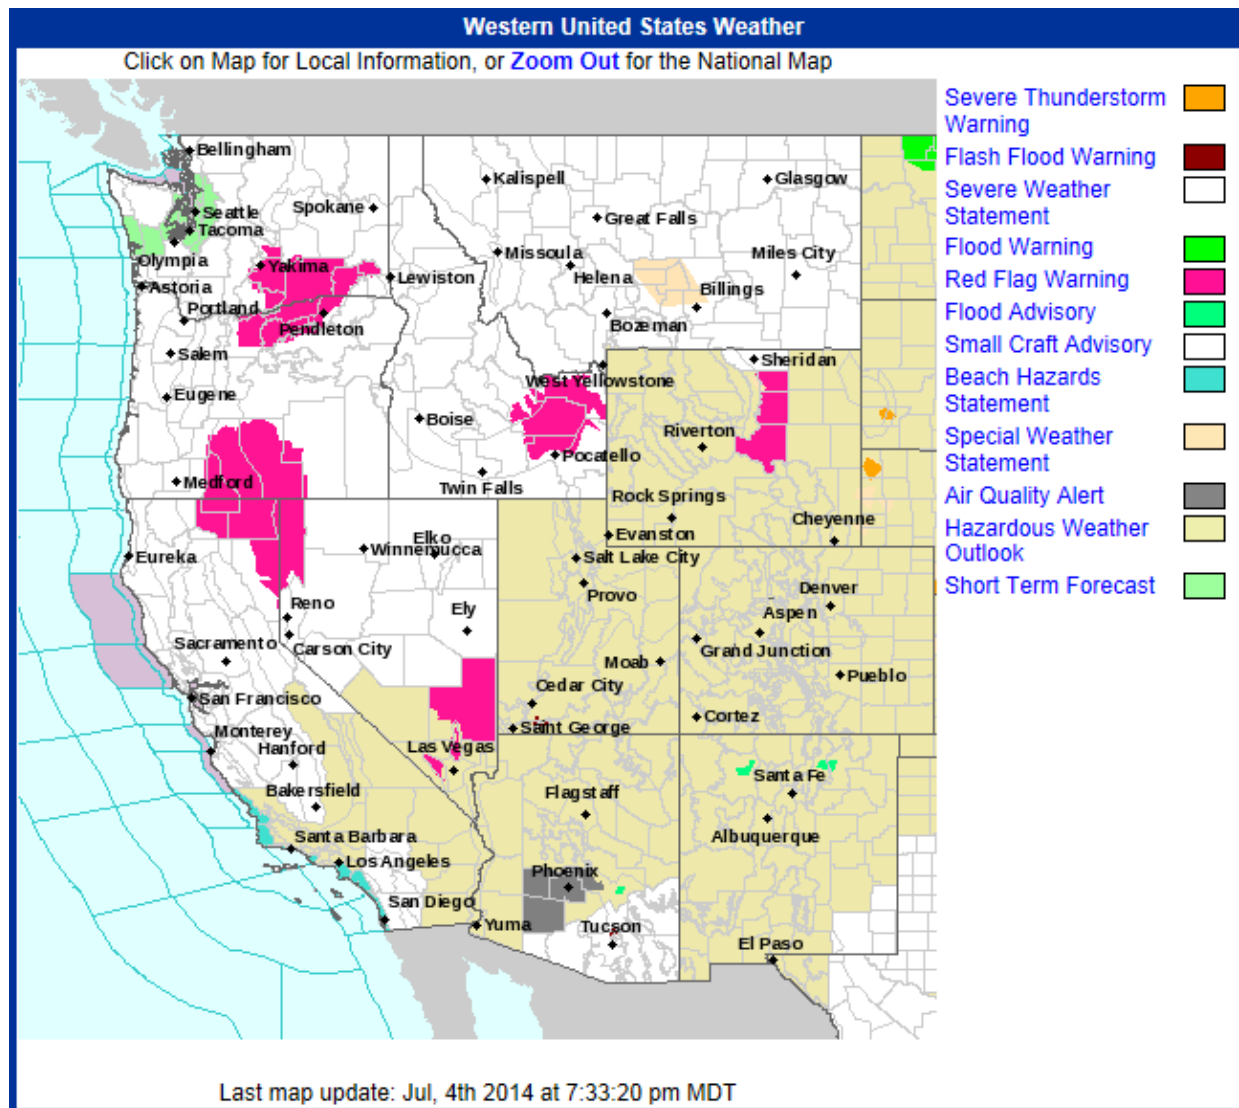 Western United States Weather
Click on Map for Local Information, or Zoom Out for the National Map
Severe Thunderstorm
Warning
Flash Flood Warning
Severe Weather
Statement
Flood Warning
Red Flag Warning
Flood Advisory
Small Craft Advisory
Beach Hazards
Statement
Special Weather
Statement
Air Quality Alert
Hazardous Weather
Outlook
Short Term Forecast
Bellingham
Kalispell
Glasgow
Spokane
Seattle
Great Falls
Tacoma
Missoula
Miles City
Olympia
Yakima
Lewiston
Helena
Astoria
Billings
Portland
Pendleton
Bozeman
Salem
Sheridan
West Yellowstone
Eugene
Boise
Riverton
Pocatello
Medford
Twin Falls
Rock Springs
Cheyenne
Evanston
Elko
Winnemucca
Eureka
Salt Lake City
Provo
Denver
Reno
Ely
Aspen
Sacramento
Carson City
Grand Junction
Moab
Pueblo
Cedar City
San Francisco
Cortez
Saint George
Monterey
Hanford
Las Vegas
Santa Fe
Bakersfield
Flagstaff
Albuquerque
Santa Barbara
Los Angeles
Phoenix
San Diego
Yuma
Tucson
El Paso
Last map update: Jul, 4th 2014 at 7:33:20 pm MDT